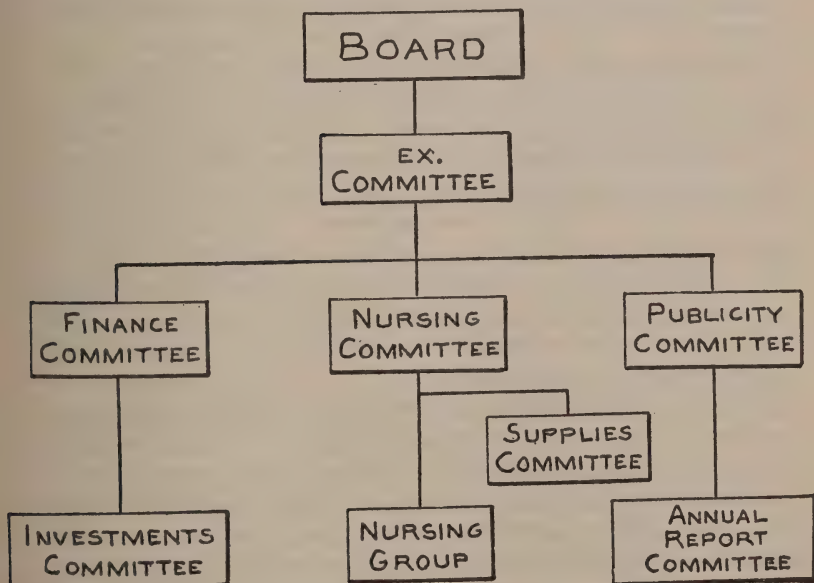 BOARD
EX.
COMMITTEE
FINANCE
COMMITTEE
NURSING
COMMITTEE
PUBLICITY
COMMITTEE
SUPPLIES
COMMITTEE
INVESTMENTS
COMMITTEE
NURSING
GROUP
ANNUAL
REPORT
COMMITTEE